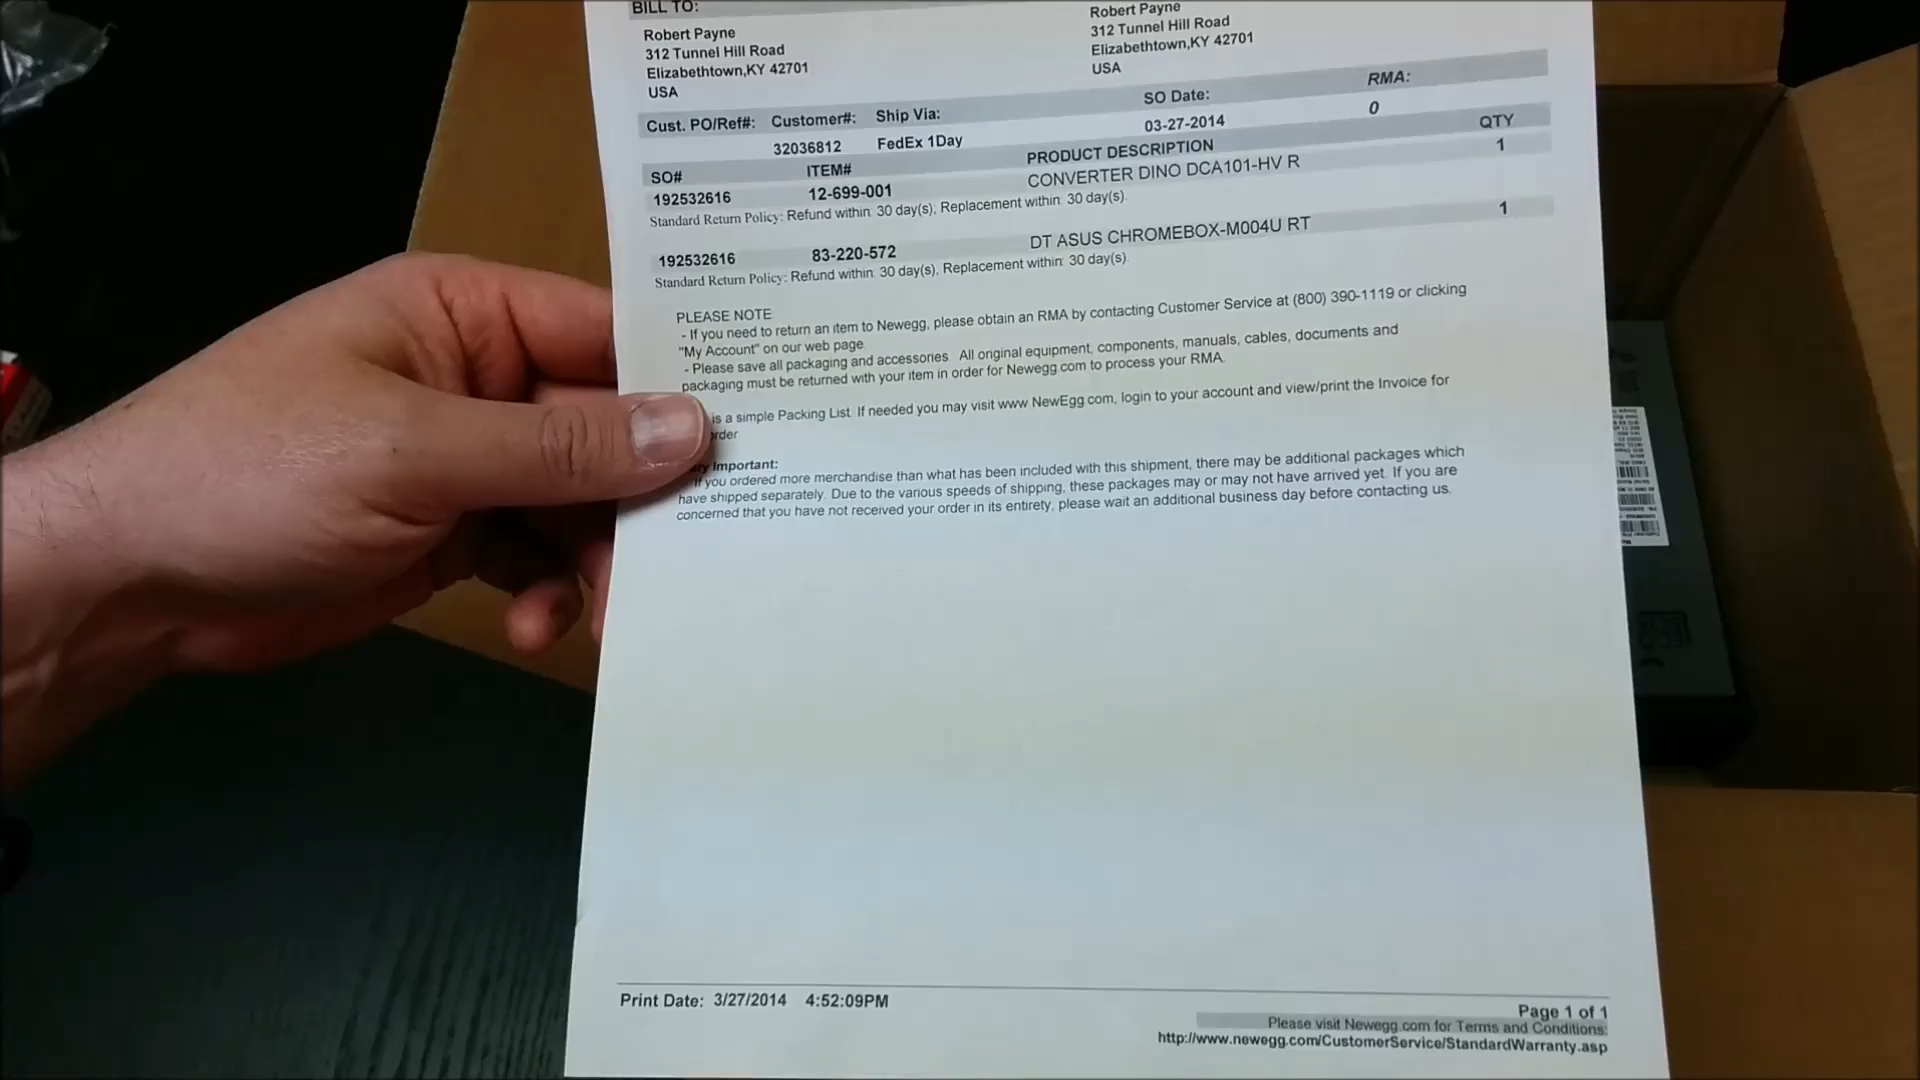 BILL TO:
Robert Payne
312 Tunnel Hill Road
Elizabethtown,KY 42701
USA
Robert Payne
312 Tunnel Hill Road
Elizabethtown,KY 42701
USA
Cust. PO/Ref#: Customer#: Ship Via: SO Date: RMA:
32036812 FedEx 1Day 03-27-2014 0
SO# ITEM# PRODUCT DESCRIPTION QTY
192532616 12-699-001 CONVERTER DINO DCA101-HV R 1
Standard Return Policy: Refund within 30 day(s), Replacement within 30 day(s).
192532616 83-220-572 DT ASUS CHROMEBOX-M004U RT 1
Standard Return Policy: Refund within 30 day(s), Replacement within 30 day(s).
PLEASE NOTE
- If you need to return an item to Newegg, please obtain an RMA by contacting Customer Service at (800) 390-1119 or clicking
"My Account" on our web page
- Please save all packaging and accessories All original equipment, components, manuals, cables, documents and
packaging must be returned with your item in order for Newegg.com to process your RMA.
is a simple Packing List. If needed you may visit www NewEgg.com, login to your account and view/print the Invoice for
order
Important:
If you ordered more merchandise than what has been included with this shipment, there may be additional packages which
have shipped separately. Due to the various speeds of shipping, these packages may or may not have arrived yet. If you are
concerned that you have not received your order in its entirety, please wait an additional business day before contacting us.
Print Date: 3/27/2014 4:52:09PM
Page 1 of 1
Please visit Newegg.com for Terms and Conditions:
http://www.newegg.com/CustomerService/StandardWarranty.asp